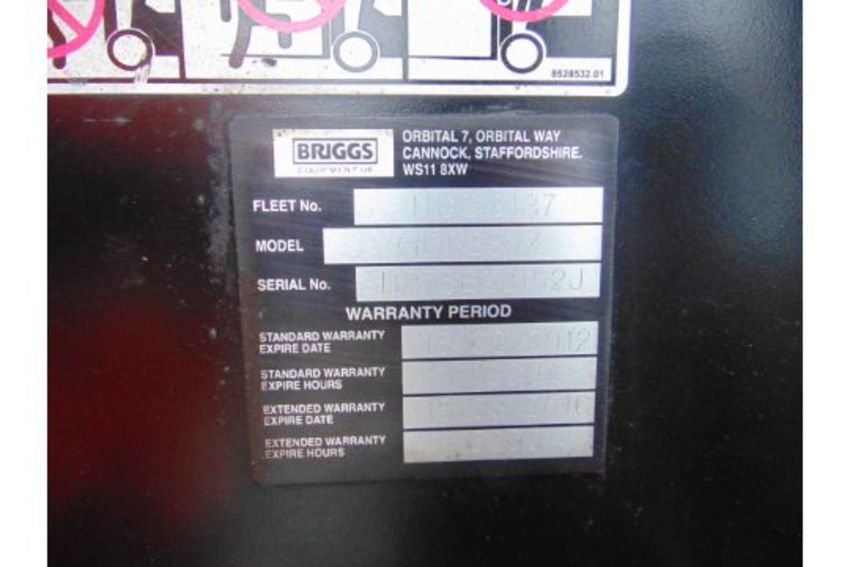 8528532.01
BRIGGS
EQUIPMENT UK
ORBITAL 7, ORBITAL WAY
CANNOCK, STAFFORDSHIRE.
WS11 8XW
FLEET No.
MODEL
SERIAL No.
WARRANTY PERIOD
STANDARD WARRANTY
EXPIRE DATE
STANDARD WARRANTY
EXPIRE HOURS
EXTENDED WARRANTY
EXPIRE DATE
EXTENDED WARRANTY
EXPIRE HOURS